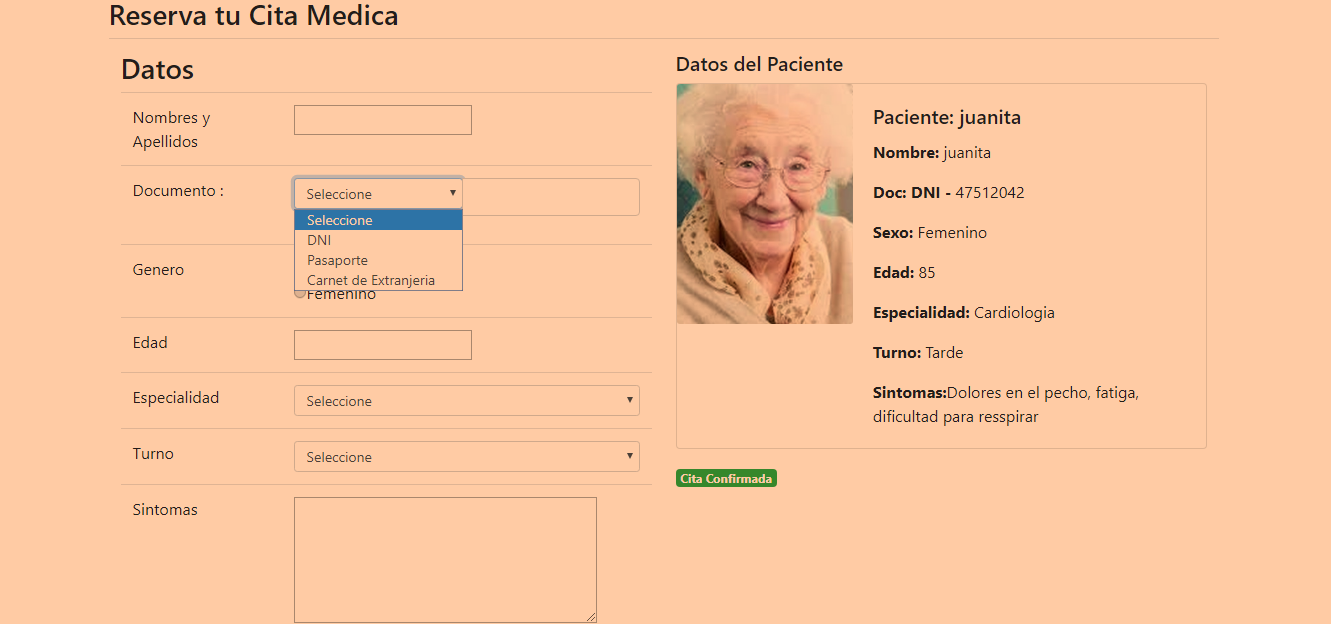 Reserva tu Cita Medica
Datos
Nombres y
Apellidos
Documento :
Seleccione
Seleccione
DNI
Pasaporte
Carnet de Extranjeria
Genero
Femenino
Edad
Especialidad
Seleccione
Turno
Seleccione
Sintomas
Datos del Paciente
Paciente: juanita
Nombre: juanita
Doc: DNI - 47512042
Sexo: Femenino
Edad: 85
Especialidad: Cardiologia
Turno: Tarde
Sintomas:Dolores en el pecho, fatiga,
dificultad para resspirar
Cita Confirmada